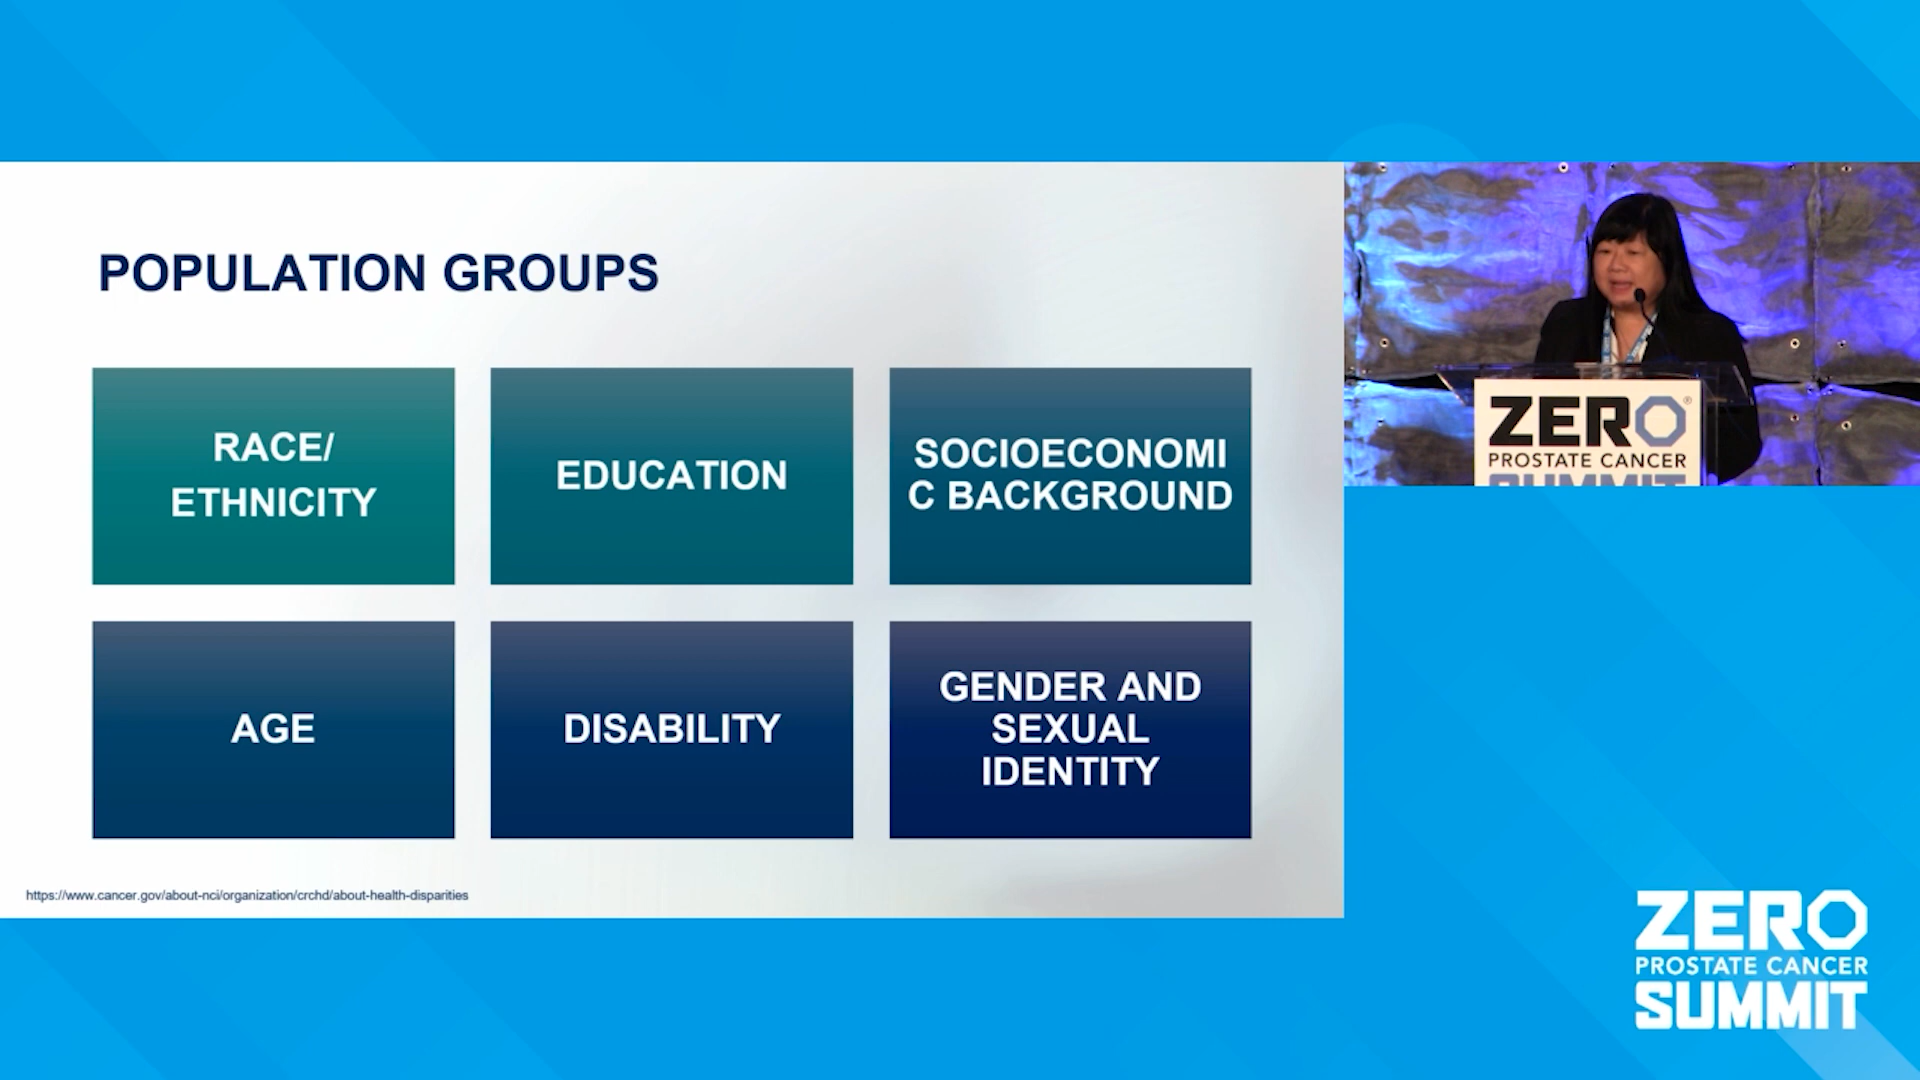 POPULATION GROUPS
RACE/
ETHNICITY
EDUCATION
SOCIOECONOMI
C BACKGROUND
AGE
DISABILITY
GENDER AND
SEXUAL
IDENTITY
https://www.cancer.gov/about-nci/organization/crchd/about-health-disparities
ZERO®
PROSTATE CANCER
SUMMIT
ZERO
PROSTATE CANCER
SUMMIT